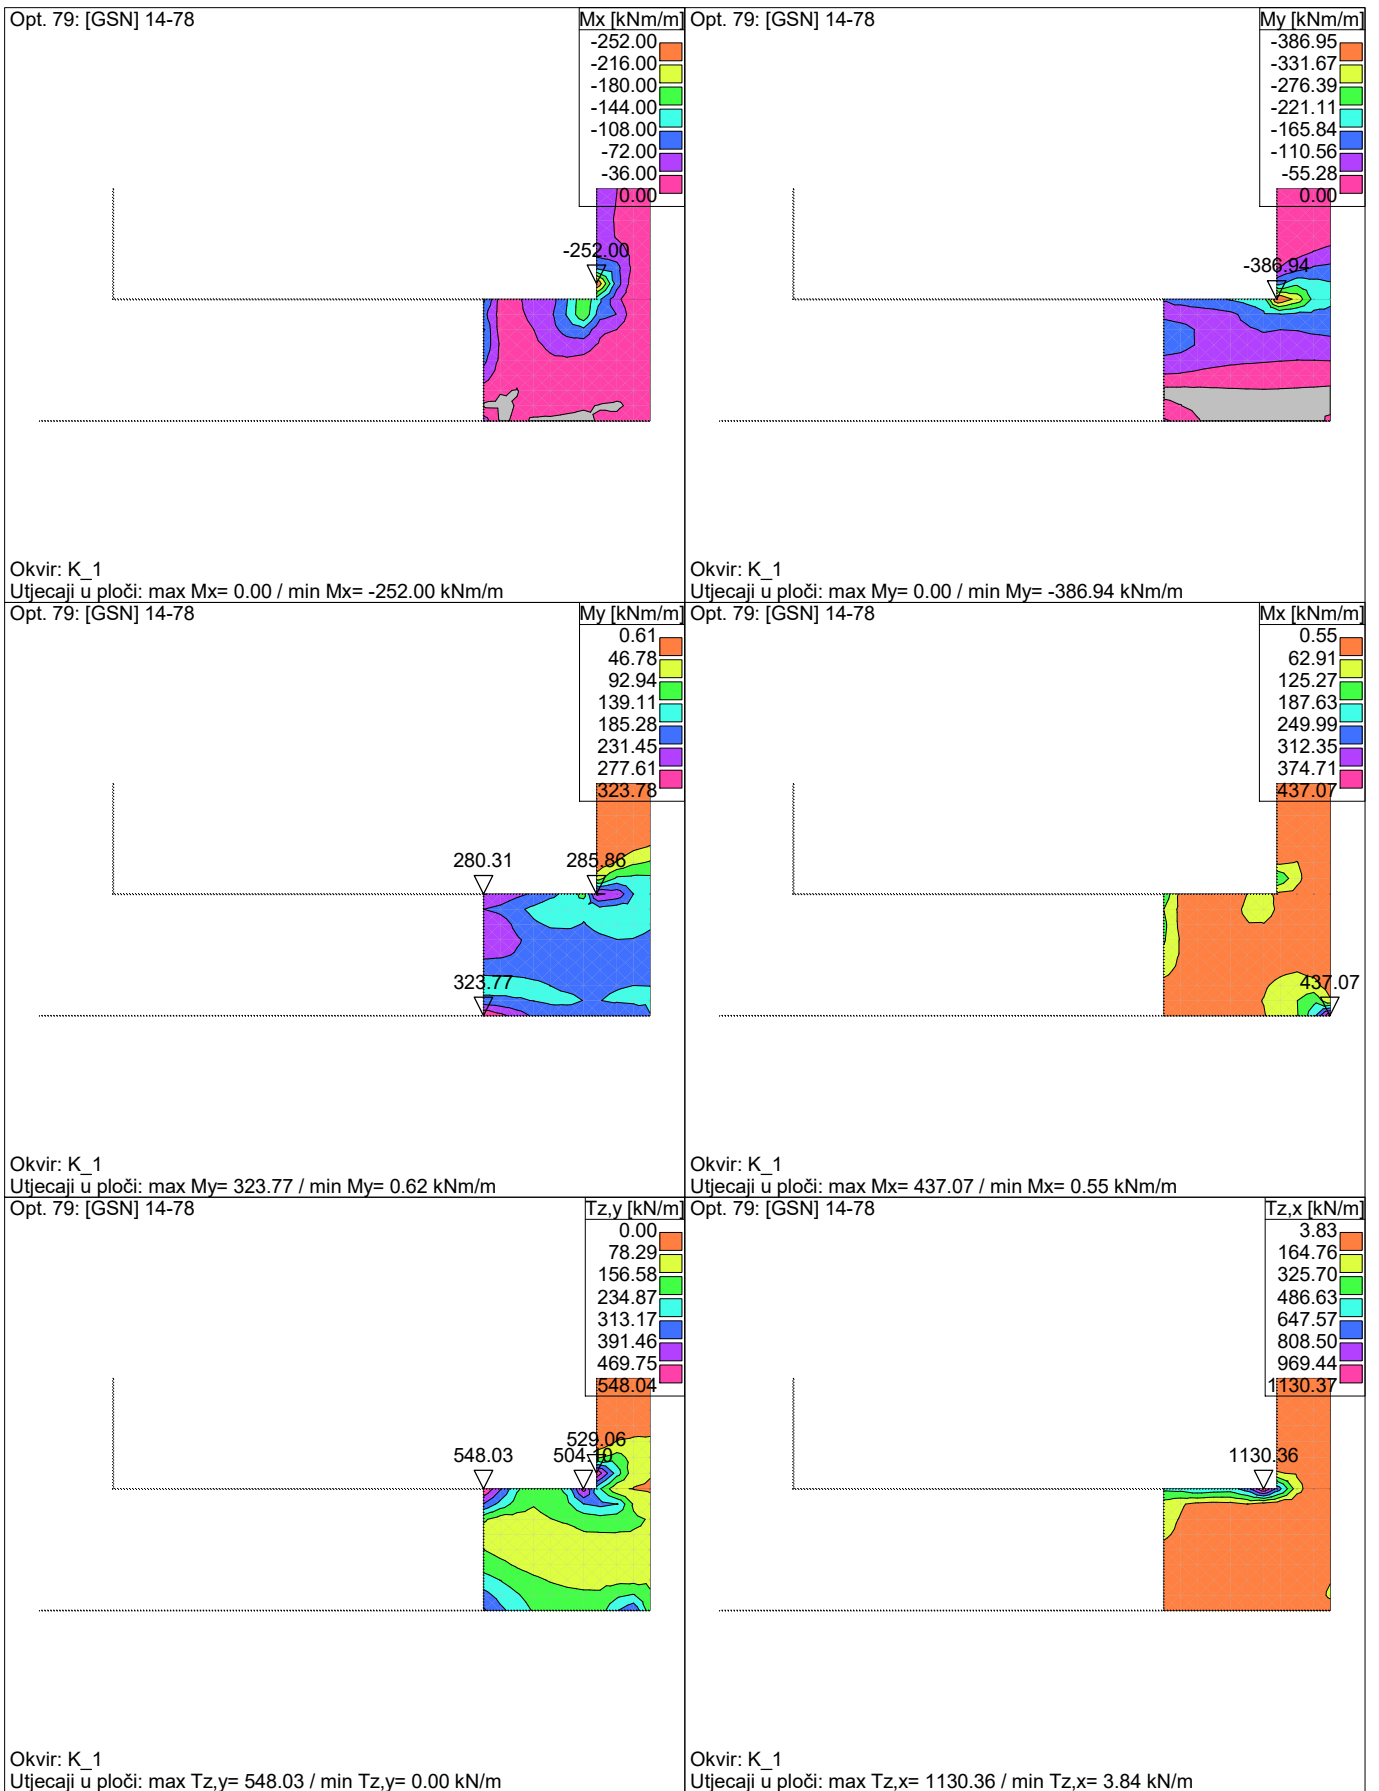 Opt. 79: [GSN] 14-78
Mx [kNm/m]
-252.00
-216.00
-180.00
-144.00
-108.00
-72.00
-36.00
0.00
-252.00
Okvir: K_1
Utjecaji u ploči: max Mx= 0.00 / min Mx= -252.00 kNm/m
Opt. 79: [GSN] 14-78
My [kNm/m]
-386.95
-331.67
-276.39
-221.11
-165.84
-110.56
-55.28
0.00
-386.94
Okvir: K_1
Utjecaji u ploči: max My= 0.00 / min My= -386.94 kNm/m
Opt. 79: [GSN] 14-78
My [kNm/m]
0.61
46.78
92.94
139.11
185.28
231.45
277.61
323.78
280.31
285.86
323.77
Okvir: K_1
Utjecaji u ploči: max My= 323.77 / min My= 0.62 kNm/m
Opt. 79: [GSN] 14-78
Mx [kNm/m]
0.55
62.91
125.27
187.63
249.99
312.35
374.71
437.07
437.07
Okvir: K_1
Utjecaji u ploči: max Mx= 437.07 / min Mx= 0.55 kNm/m
Opt. 79: [GSN] 14-78
Tz,y [kN/m]
0.00
78.29
156.58
234.87
313.17
391.46
469.75
548.04
529.06
548.03
504.10
Okvir: K_1
Utjecaji u ploči: max Tz,y= 548.03 / min Tz,y= 0.00 kN/m
Opt. 79: [GSN] 14-78
Tz,x [kN/m]
3.83
164.76
325.70
486.63
647.57
808.50
969.44
1130.37
1130.36
Okvir: K_1
Utjecaji u ploči: max Tz,x= 1130.36 / min Tz,x= 3.84 kN/m